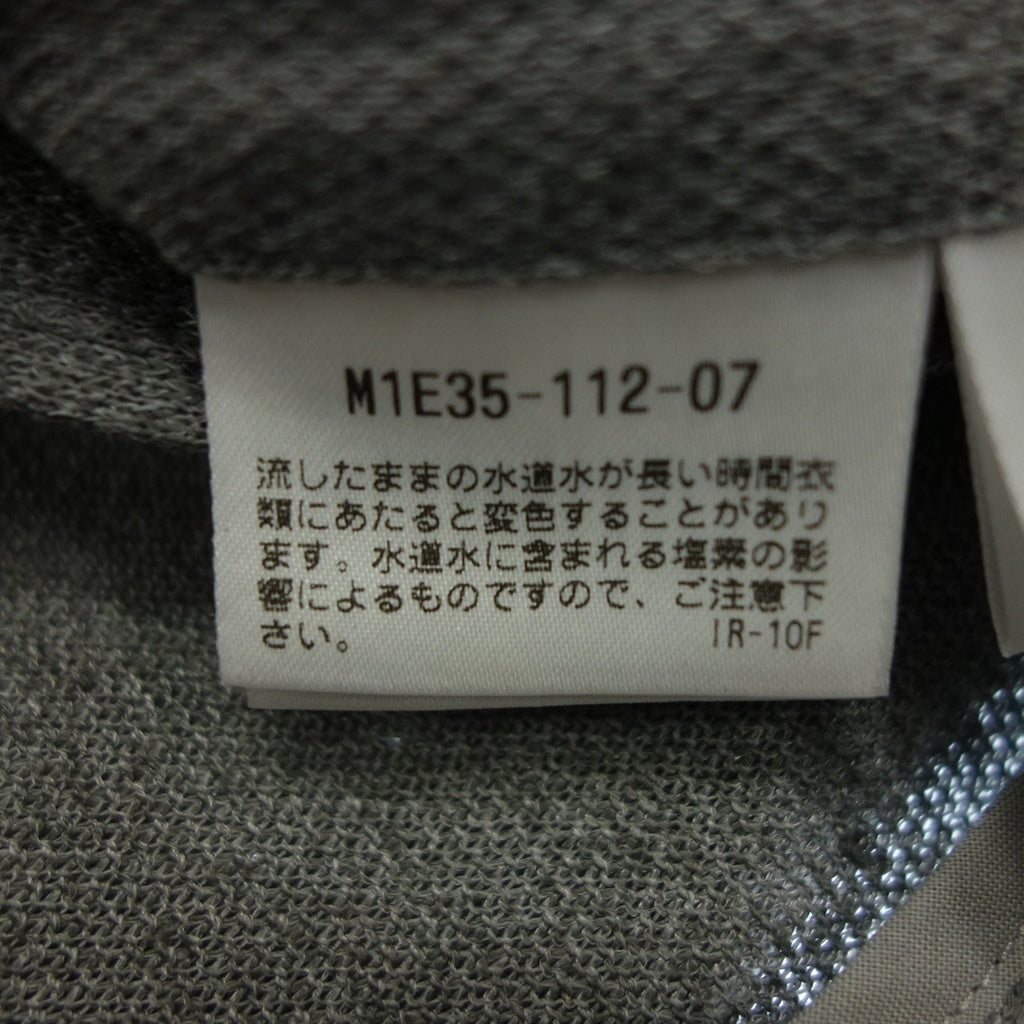 M1E35-112-07
流したままの水道水が長い時間衣
類にあたると変色することがあり
ます。水道水に含まれる塩素の影
響によるものですので、ご注意下
さい。 IR-10F